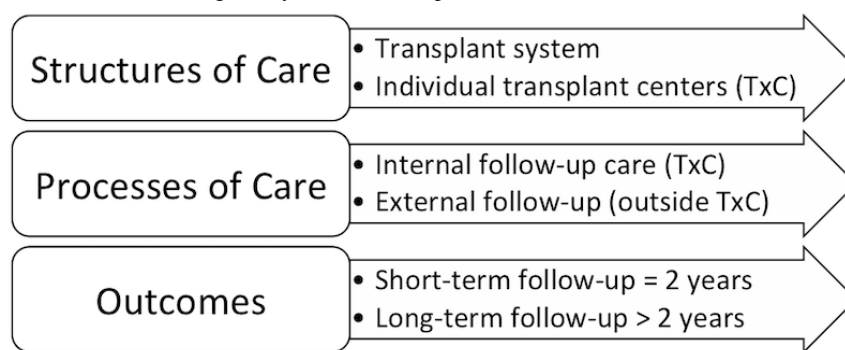 Structures of Care
• Transplant system
• Individual transplant centers (TxC)
Processes of Care
• Internal follow-up care (TxC)
• External follow-up (outside TxC)
Outcomes
• Short-term follow-up = 2 years
• Long-term follow-up > 2 years